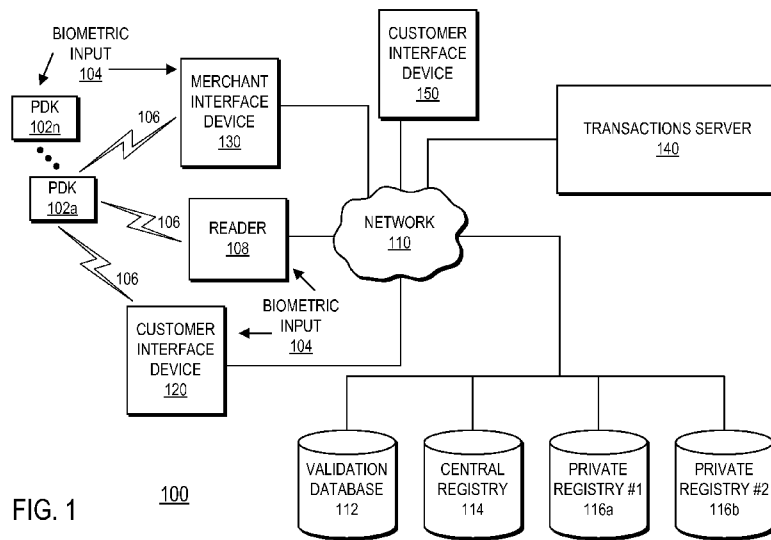 BIOMETRIC
INPUT
104
PDK
102n
MERCHANT
INTERFACE
DEVICE
130
CUSTOMER
INTERFACE
DEVICE
150
TRANSACTIONS SERVER
140
106
PDK
102a
106
READER
108
NETWORK
110
106
BIOMETRIC
INPUT
104
CUSTOMER
INTERFACE
DEVICE
120
VALIDATION
DATABASE
112
CENTRAL
REGISTRY
114
PRIVATE
REGISTRY #1
116a
PRIVATE
REGISTRY #2
116b
FIG. 1
100